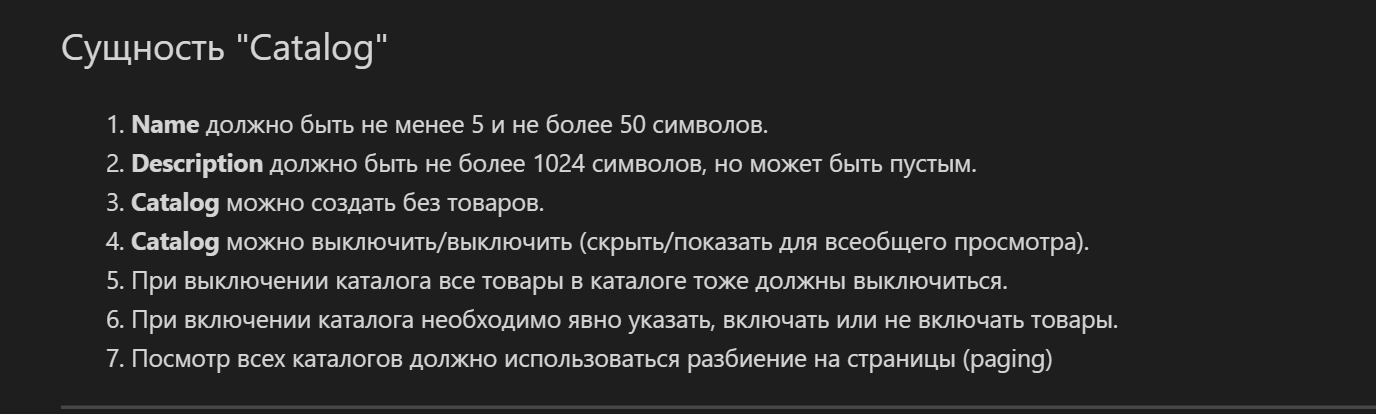 Сущность "Catalog"
1. Name должно быть не менее 5 и не более 50 символов.
2. Description должно быть не более 1024 символов, но может быть пустым.
3. Catalog можно создать без товаров.
4. Catalog можно выключить/выключить (скрыть/показать для всеобщего просмотра).
5. При выключении каталога все товары в каталоге тоже должны выключиться.
6. При включении каталога необходимо явно указать, включать или не включать товары.
7. Посмотр всех каталогов должно использоваться разбиение на страницы (paging)